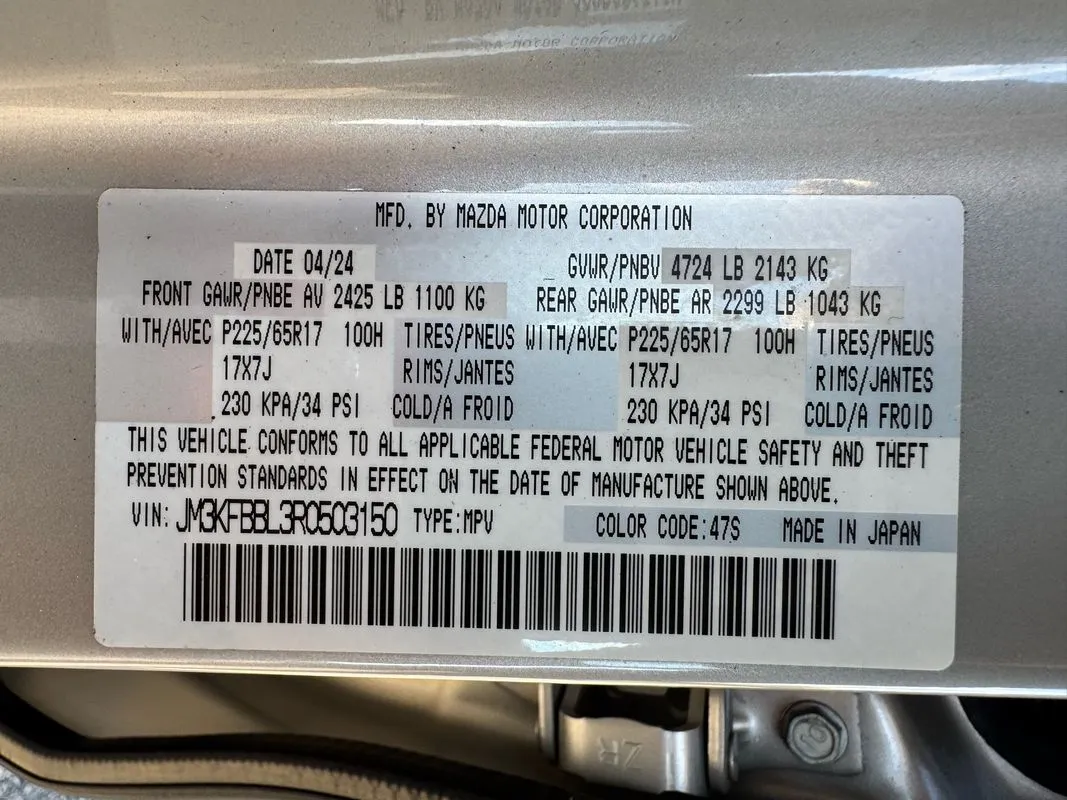 MFD. BY MAZDA MOTOR CORPORATION
DATE 04/24 GVWR/PNBV 4724 LB 2143 KG
FRONT GAWR/PNBE AV 2425 LB 1100 KG REAR GAWR/PNBE AR 2299 LB 1043 KG
WITH/AVEC P225/65R17 100H TIRES/PNEUS WITH/AVEC P225/65R17 100H TIRES/PNEUS
17X7J RIMS/JANTES 17X7J RIMS/JANTES
230 KPA/34 PSI COLD/A FROID 230 KPA/34 PSI COLD/A FROID
THIS VEHICLE CONFORMS TO ALL APPLICABLE FEDERAL MOTOR VEHICLE SAFETY AND THEFT
PREVENTION STANDARDS IN EFFECT ON THE DATE OF MANUFACTURE SHOWN ABOVE.
VIN: JM3KFBBL3R0503150 TYPE:MPV COLOR CODE:47S MADE IN JAPAN
ZR